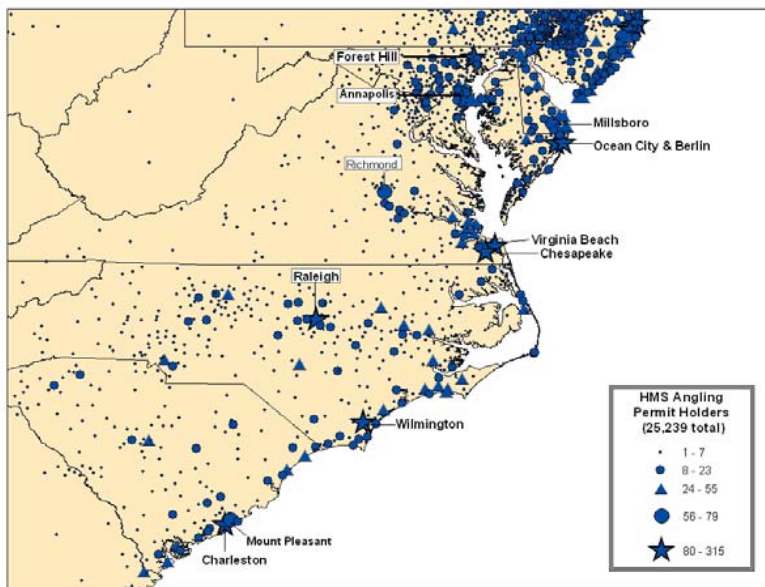 Forest Hill
Annapolis
Millsboro
Ocean City & Berlin
Richmond
Virginia Beach
Chesapeake
Raleigh
Wilmington
Mount Pleasant
Charleston
HMS Angling
Permit Holders
(25,239 total)
1 - 7
8 - 23
24 - 55
56 - 79
80 - 315